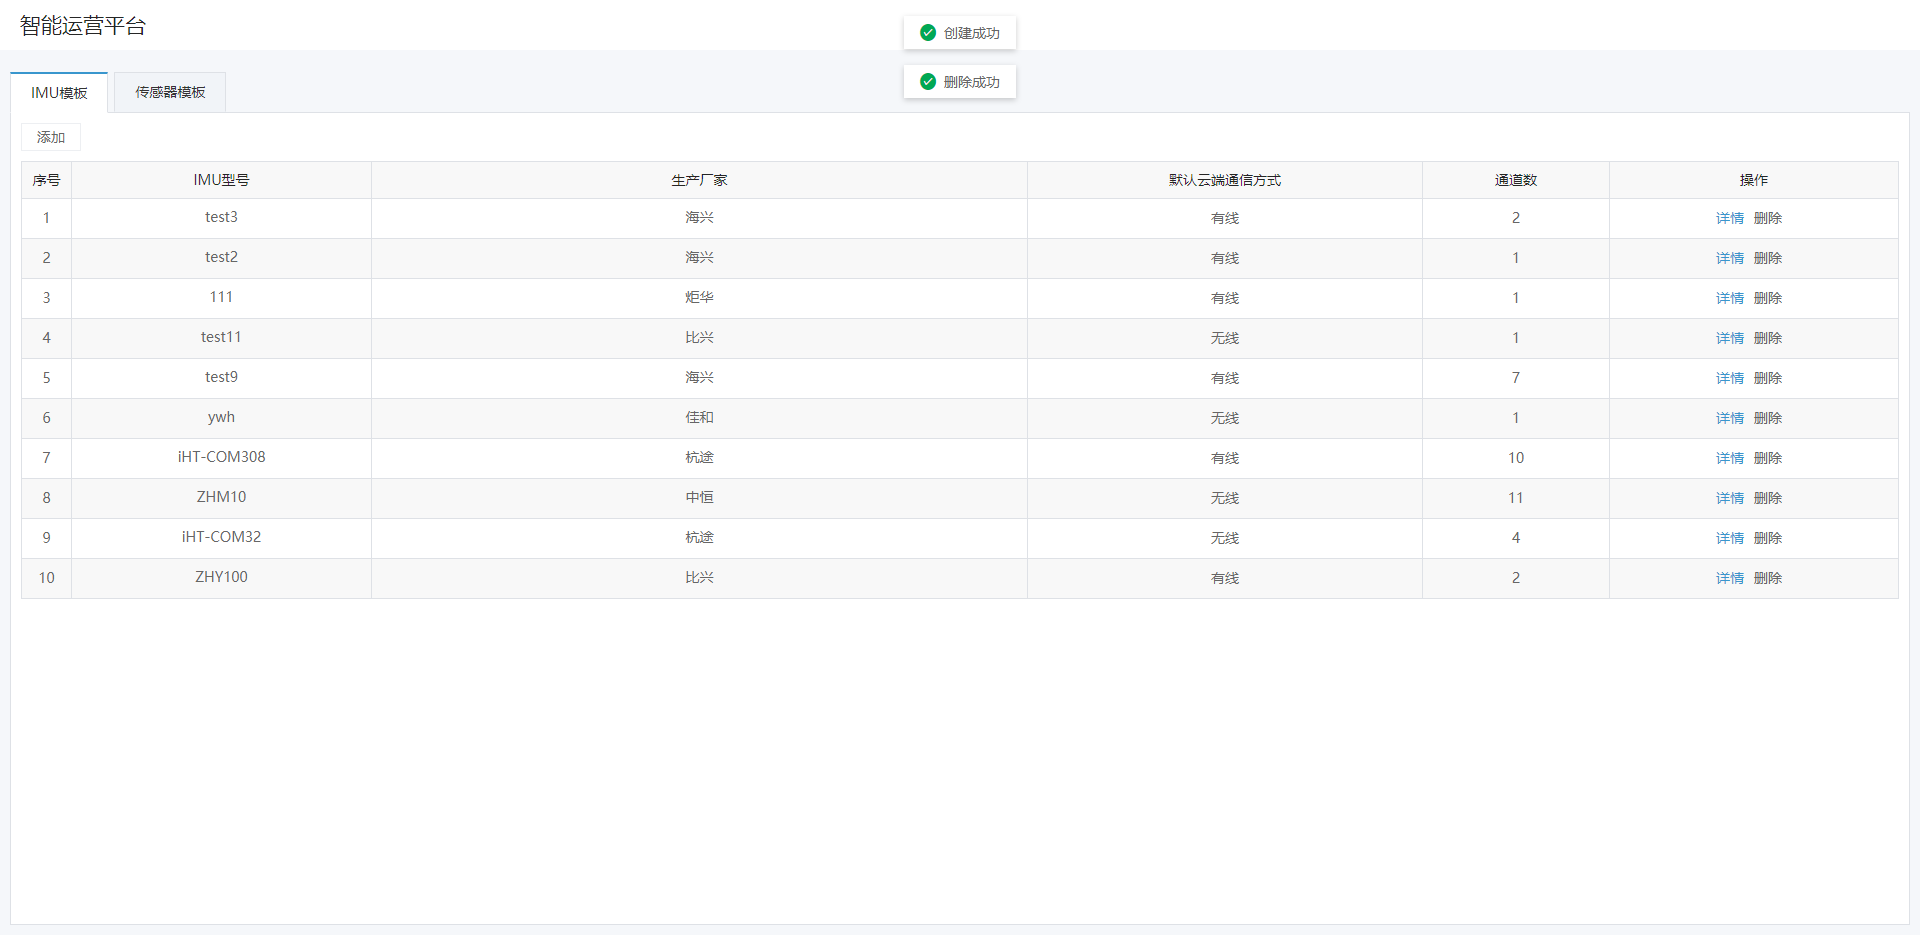 智能运营平台
创建成功
删除成功
IMU模板 传感器模板
添加
序号 IMU型号 生产厂家 默认云端通信方式 通道数 操作
1 test3 海兴 有线 2 详情 删除
2 test2 海兴 有线 1 详情 删除
3 111 炬华 有线 1 详情 删除
4 test11 比兴 无线 1 详情 删除
5 test9 海兴 有线 7 详情 删除
6 ywh 佳和 无线 1 详情 删除
7 iHT-COM308 杭途 有线 10 详情 删除
8 ZHM10 中恒 无线 11 详情 删除
9 iHT-COM32 杭途 无线 4 详情 删除
10 ZHY100 比兴 有线 2 详情 删除